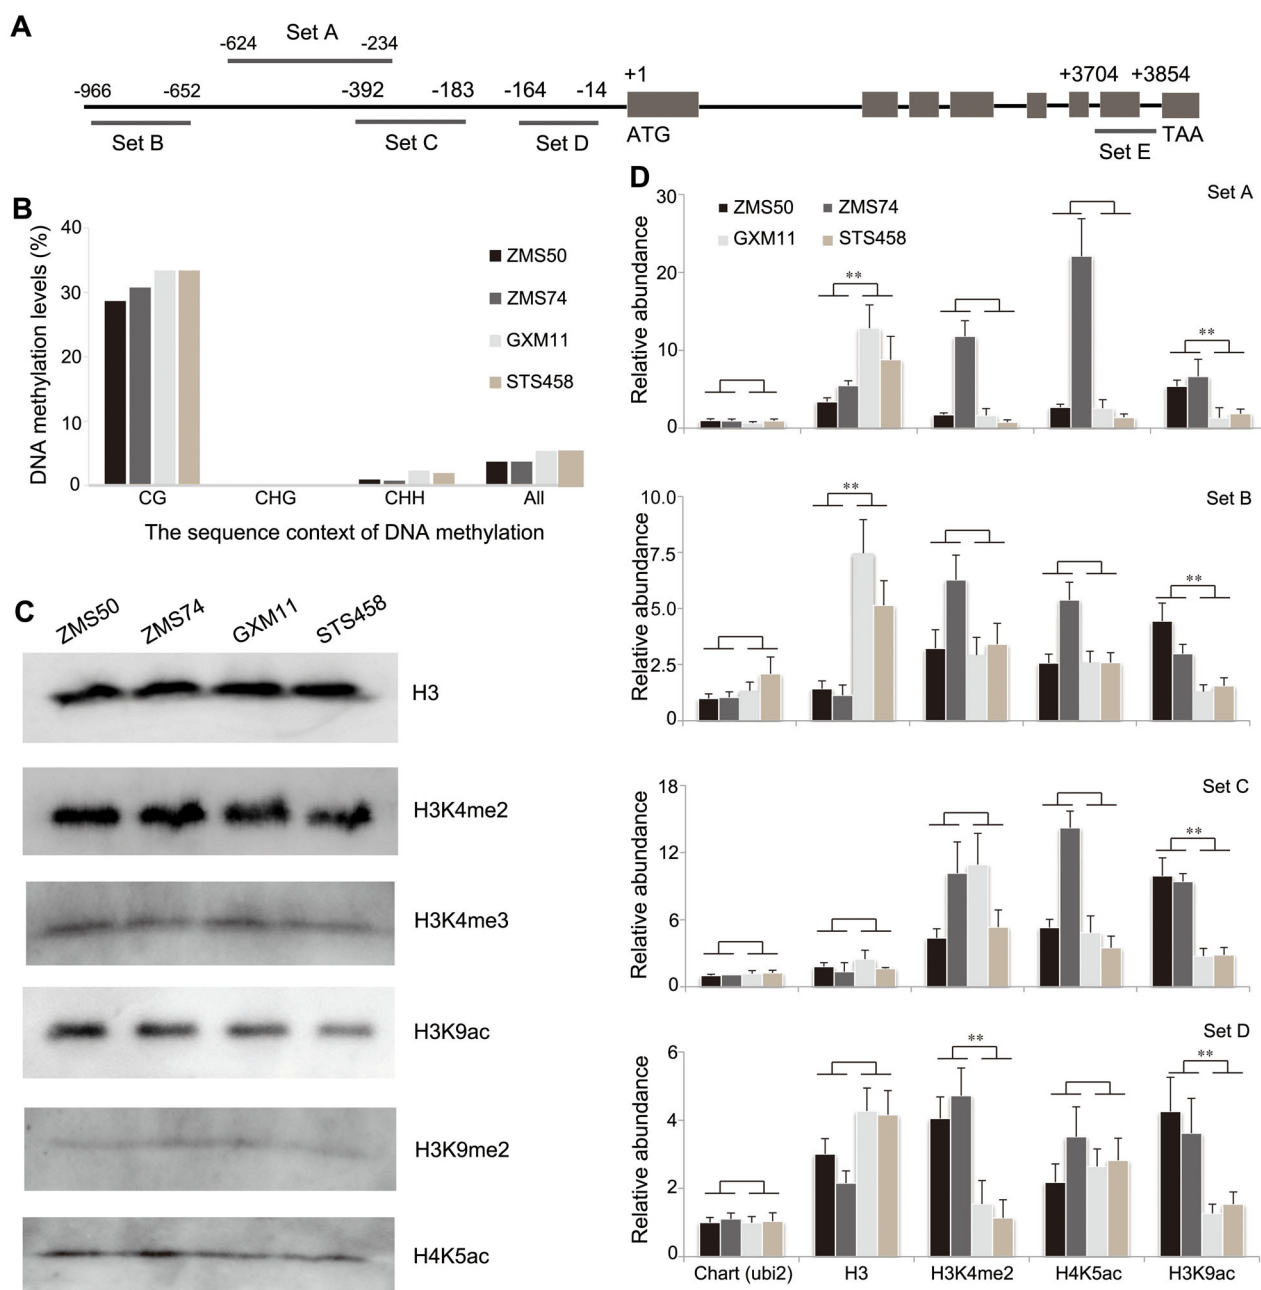 A
Set A
-624 -234
-966 -652 -392 -183 -164 -14 +1 +3704 +3854
ATG TAA
Set B Set C Set D Set E
B
DNA methylation levels (%)
40
30
20
10
0
ZMS50
ZMS74
GXM11
STS458
CG CHG CHH All
The sequence context of DNA methylation
C
ZMS50 ZMS74 GXM11 STS458
H3
H3K4me2
H3K4me3
H3K9ac
H3K9me2
H4K5ac
D
Set A
ZMS50 ZMS74
GXM11 STS458
Relative abundance
30
20
10
0
** **
Set B
Relative abundance
10.0
7.5
5.0
2.5
0
** **
Set C
Relative abundance
18
12
6
0
**
Set D
Relative abundance
6
4
2
0
** **
Chart (ubi2) H3 H3K4me2 H4K5ac H3K9ac